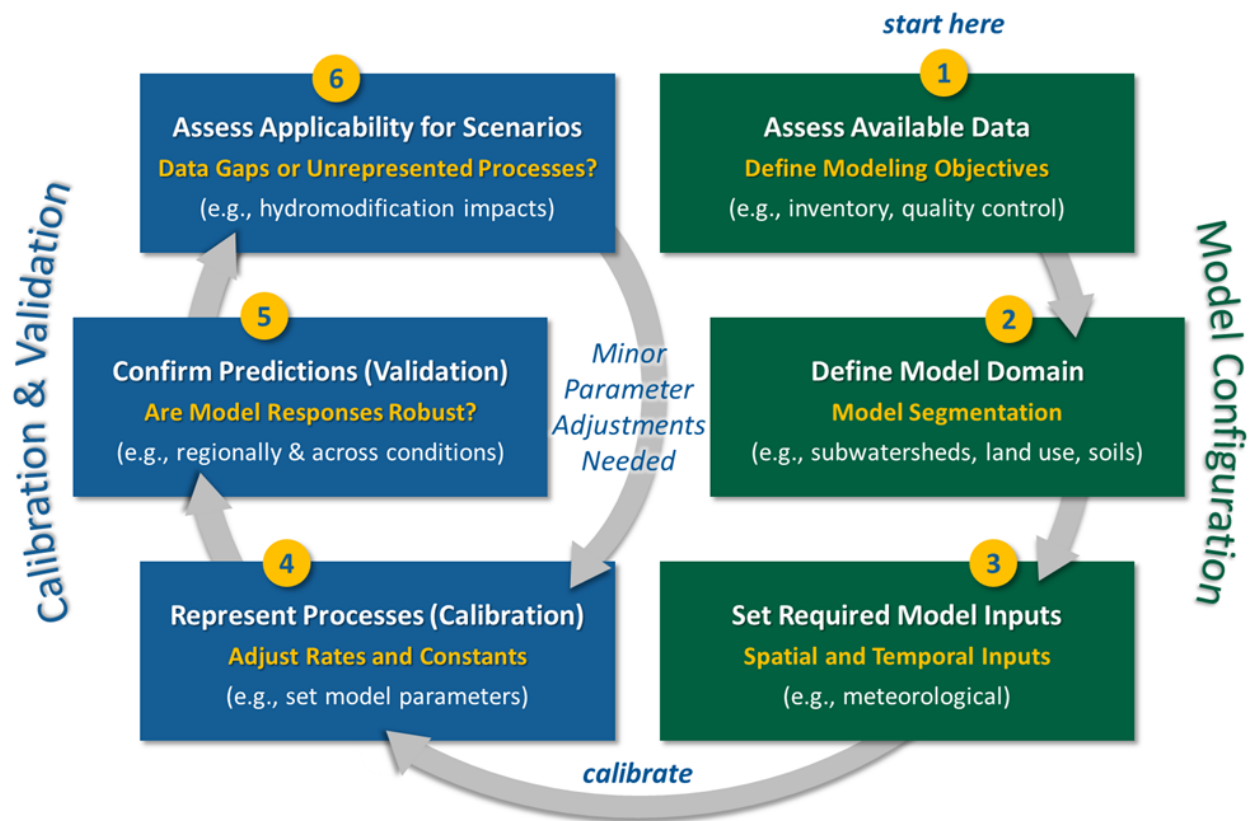 start here
1
Assess Available Data
Define Modeling Objectives
(e.g., inventory, quality control)
2
Define Model Domain
Model Segmentation
(e.g., subwatersheds, land use, soils)
3
Set Required Model Inputs
Spatial and Temporal Inputs
(e.g., meteorological)
Model Configuration
calibrate
4
Represent Processes (Calibration)
Adjust Rates and Constants
(e.g., set model parameters)
5
Confirm Predictions (Validation)
Are Model Responses Robust?
(e.g., regionally & across conditions)
6
Assess Applicability for Scenarios
Data Gaps or Unrepresented Processes?
(e.g., hydromodification impacts)
Minor
Parameter
Adjustments
Needed
Calibration & Validation